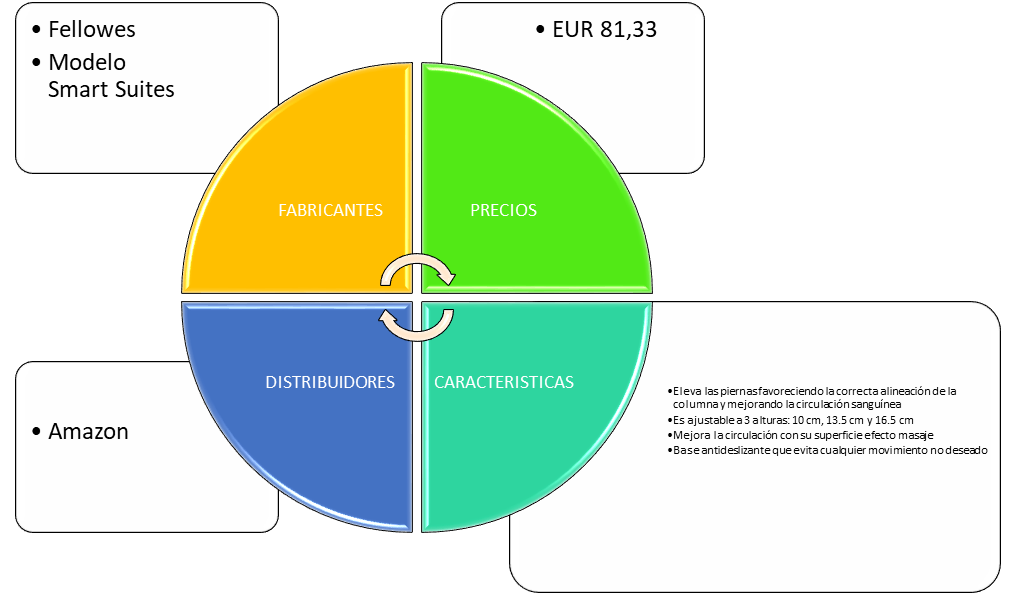 • Fellowes
• Modelo
Smart Suites
• EUR 81,33
FABRICANTES
PRECIOS
DISTRIBUIDORES
CARACTERISTICAS
• Amazon
•Eleva las piernas favoreciendo la correcta alineación de la
columna y mejorando la circulación sanguínea
•Es ajustable a 3 alturas: 10 cm, 13.5 cm y 16.5 cm
•Mejora la circulación con su superficie efecto masaje
•Base antideslizante que evita cualquier movimiento no deseado